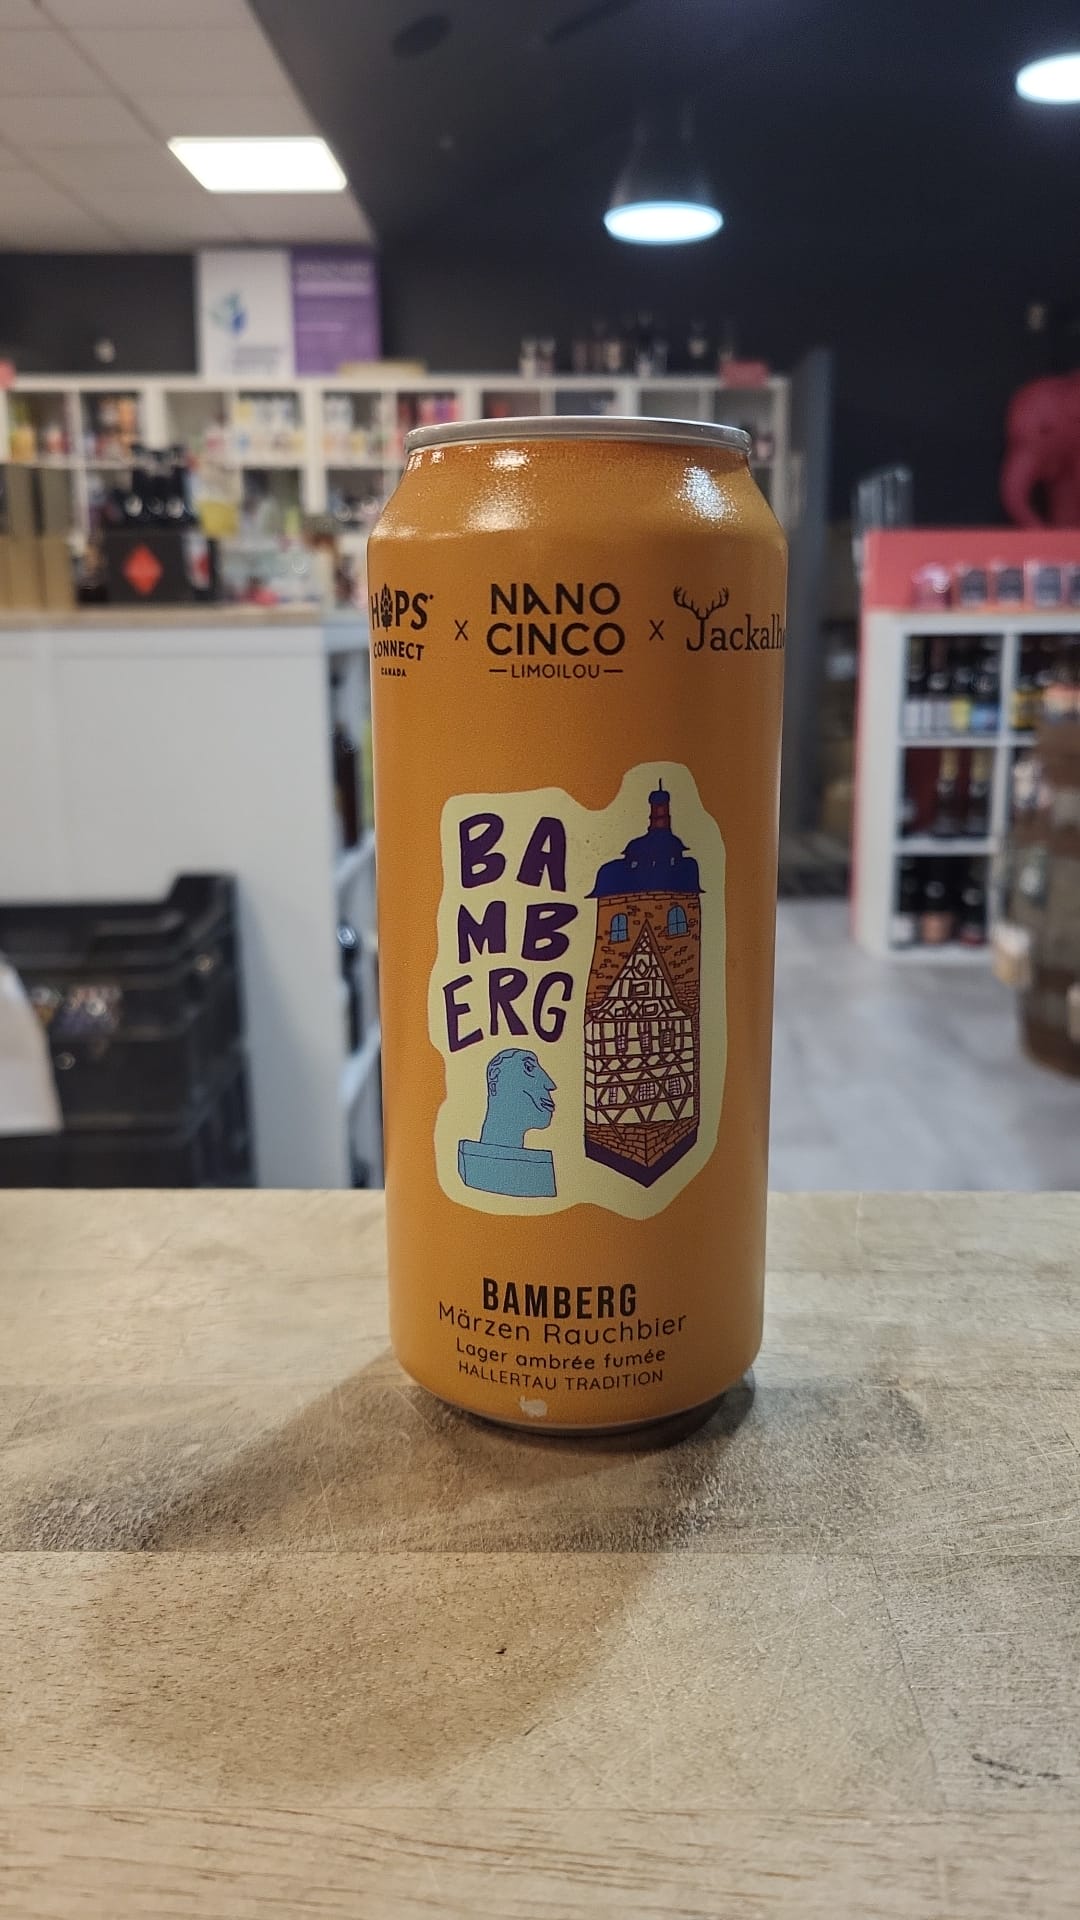 HOPS
CONNECT
CANADA
X
NANO
CINCO
LIMOILOU
X
BA
MB
ERG
BAMBERG
Märzen Rauchbier
Lager ambrée fumée
HALLERTAU TRADITION